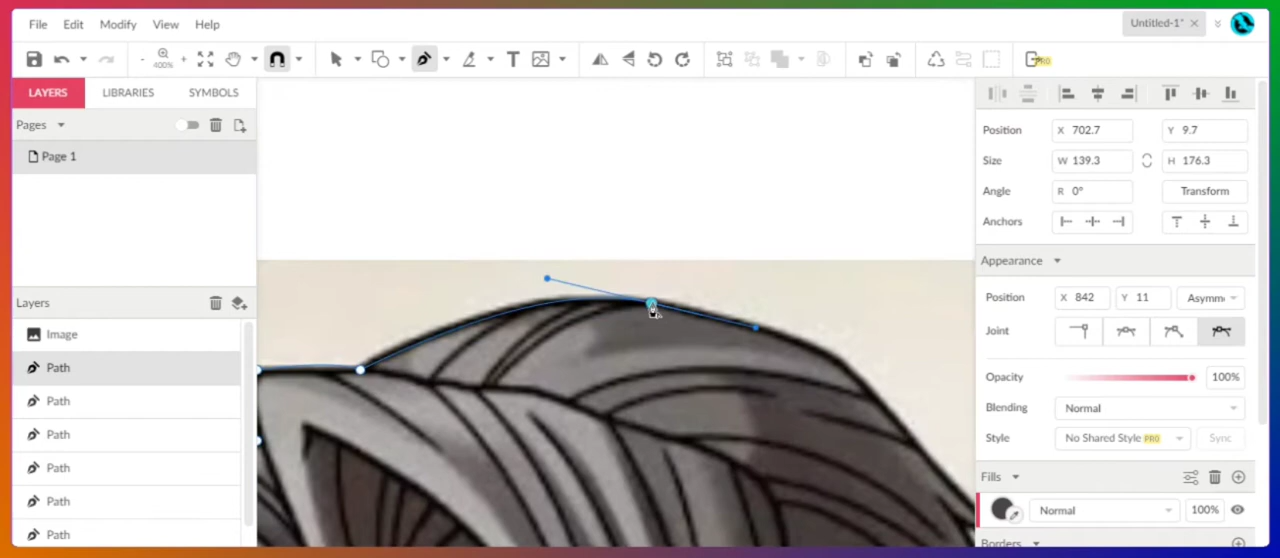 File Edit Modify View Help
Untitled-1*
400%
PRO
LAYERS LIBRARIES SYMBOLS
Pages
Page 1
Layers
Image
Path
Path
Path
Path
Path
Path
Position X 702.7 Y 9.7
Size W 139.3 H 176.3
Angle R 0° Transform
Anchors
Appearance
Position X 842 Y 11 Asymm
Joint
Opacity 100%
Blending Normal
Style No Shared Style PRO Sync
Fills
Normal 100%
Borders